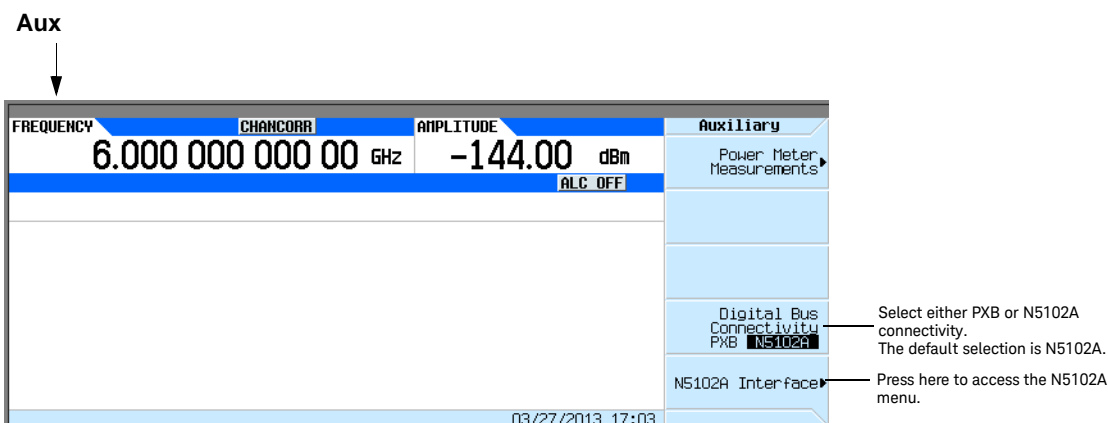 Aux
FREQUENCY CHANCORR AMPLITUDE Auxiliary
6.000 000 000 00 GHz -144.00 dBm
Power Meter
Measurements
ALC OFF
Digital Bus
Connectivity
PXB N5102A
Select either PXB or N5102A
connectivity.
The default selection is N5102A.
N5102A Interface
Press here to access the N5102A
menu.
03/27/2013 17:03